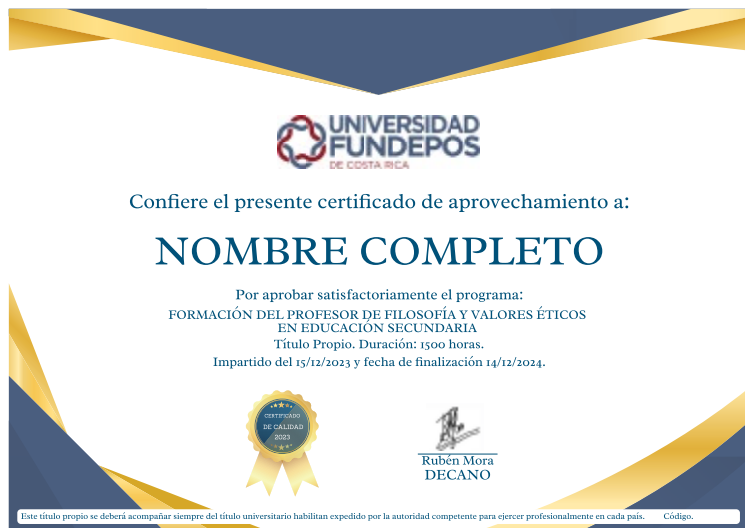 UNIVERSIDAD
FUNDEPOS
DE COSTA RICA
Confiere el presente certificado de aprovechamiento a:
NOMBRE COMPLETO
Por aprobar satisfactoriamente el programa:
FORMACIÓN DEL PROFESOR DE FILOSOFÍA Y VALORES ÉTICOS
EN EDUCACIÓN SECUNDARIA
Título Propio. Duración: 1500 horas.
Impartido del 15/12/2023 y fecha de finalización 14/12/2024.
CERTIFICADO
DE CALIDAD
2023
Rubén Mora
DECANO
Este título propio se deberá acompañar siempre del título universitario habilitan expedido por la autoridad competente para ejercer profesionalmente en cada país. Código.